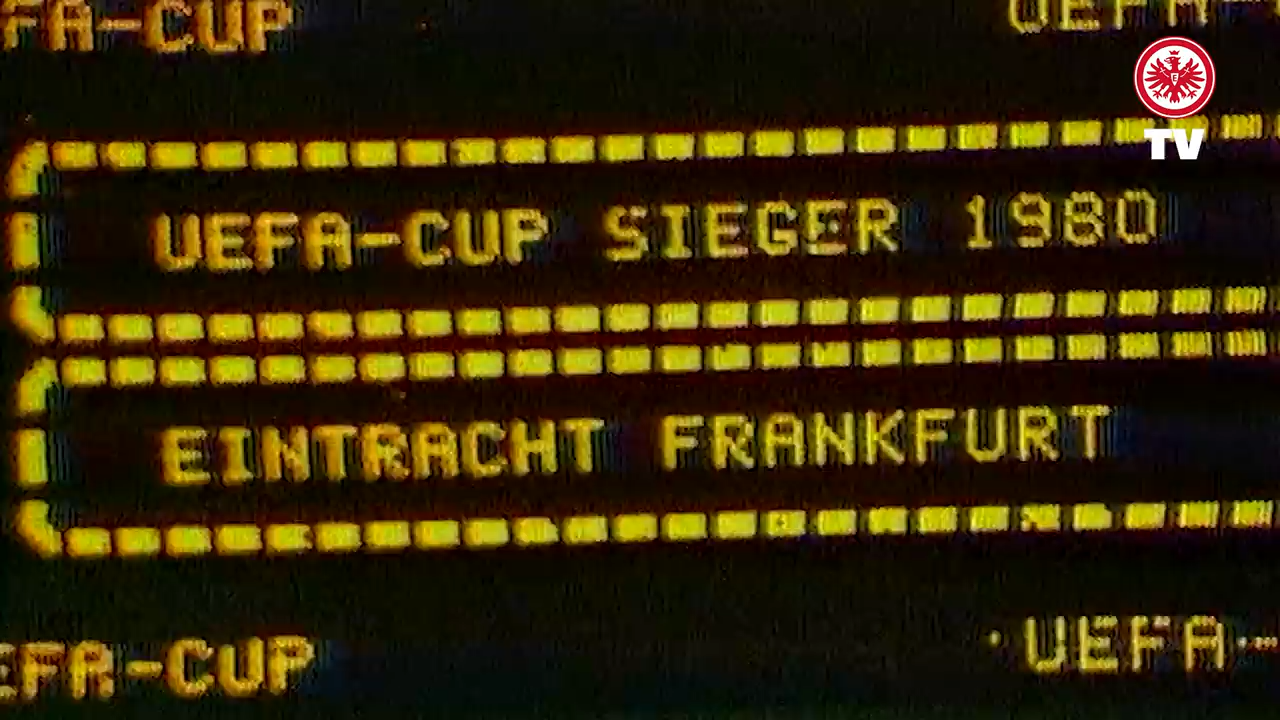 FA-CUP UEFA-
TV
UEFA-CUP SIEGER 1980
EINTRACHT FRANKFURT
EFA-CUP UEFA-